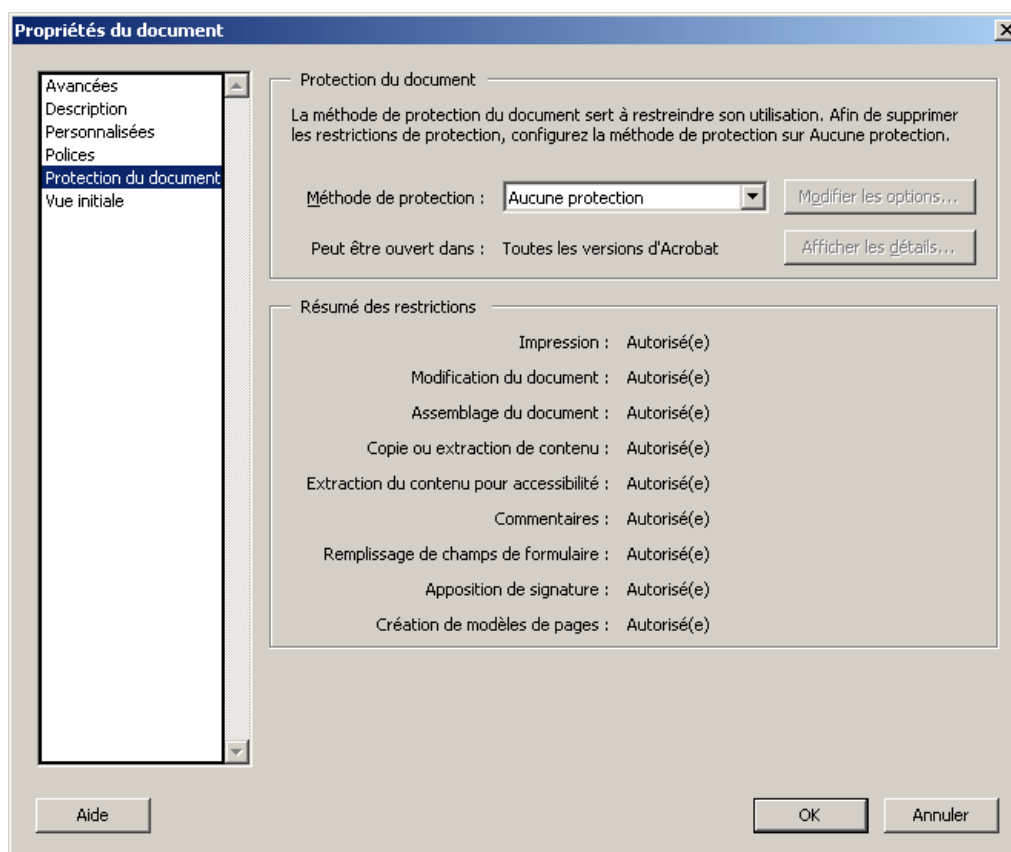 Propriétés du document
Avancées
Description
Personnalisées
Polices
Protection du document
Vue initiale
Protection du document
La méthode de protection du document sert à restreindre son utilisation. Afin de supprimer
les restrictions de protection, configurez la méthode de protection sur Aucune protection.
Méthode de protection : Aucune protection Modifier les options...
Peut être ouvert dans : Toutes les versions d'Acrobat Afficher les détails...
Résumé des restrictions
Impression : Autorisé(e)
Modification du document : Autorisé(e)
Assemblage du document : Autorisé(e)
Copie ou extraction de contenu : Autorisé(e)
Extraction du contenu pour accessibilité : Autorisé(e)
Commentaires : Autorisé(e)
Remplissage de champs de formulaire : Autorisé(e)
Apposition de signature : Autorisé(e)
Création de modèles de pages : Autorisé(e)
Aide OK Annuler